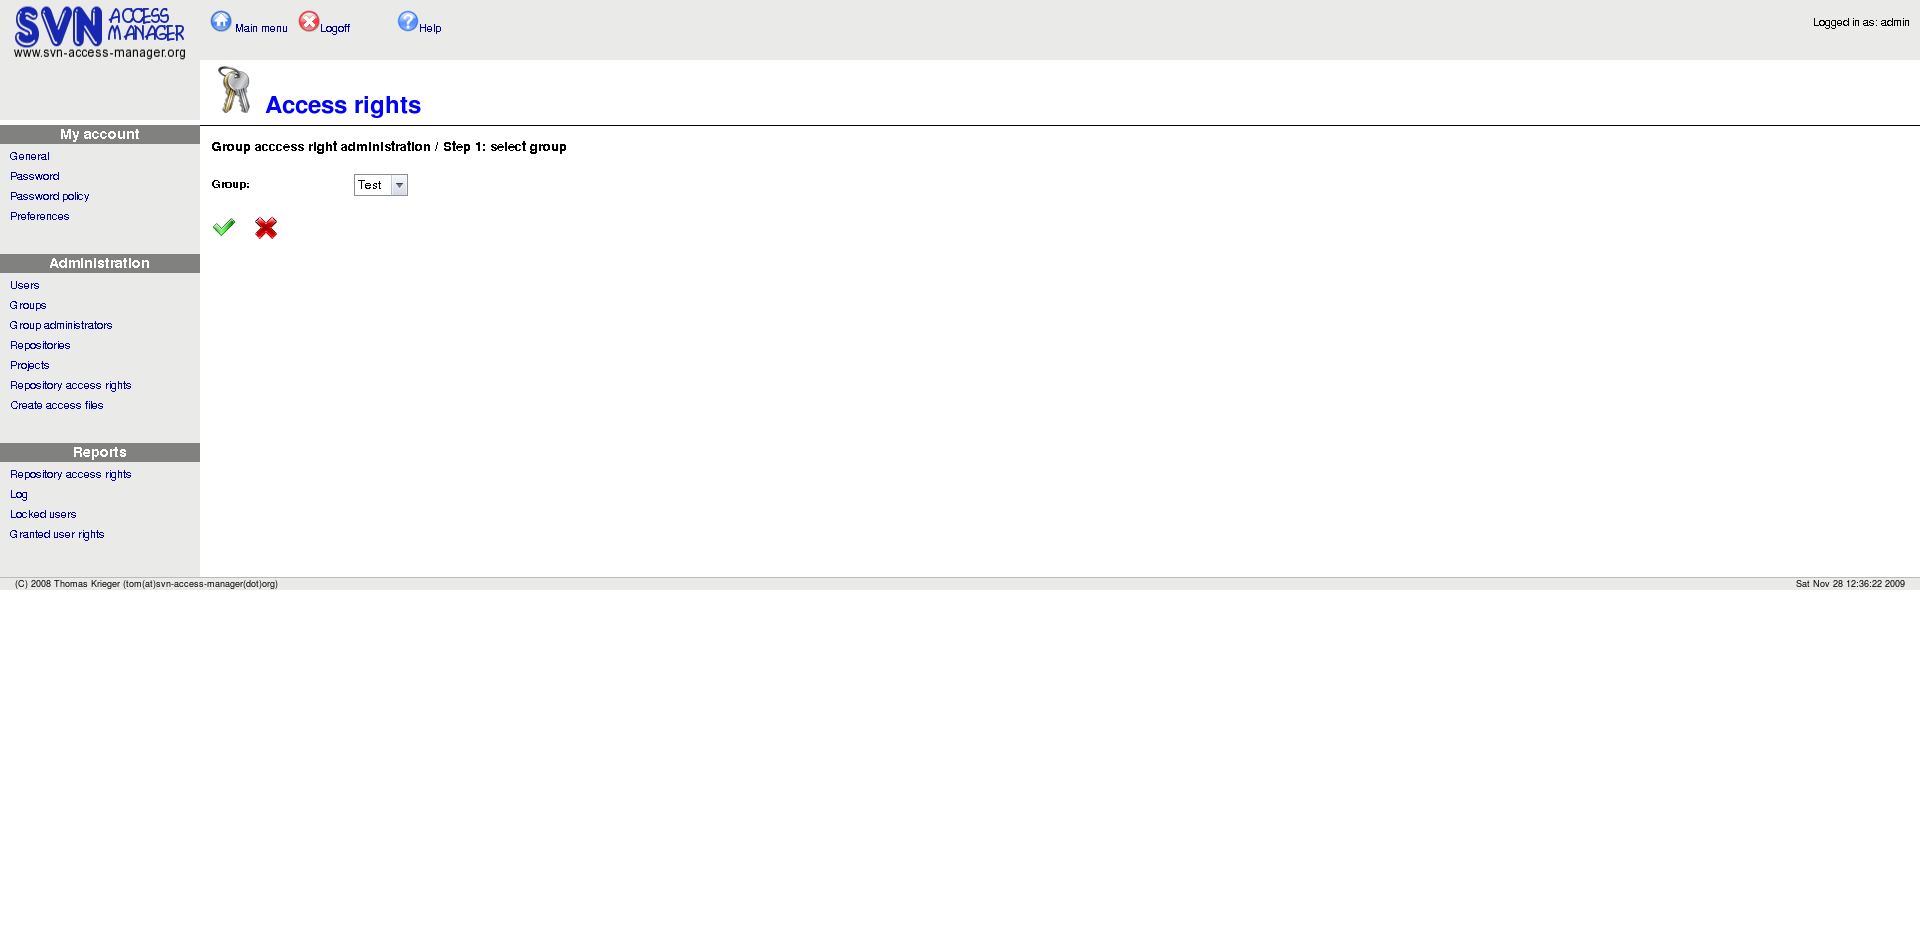 SVN ACCESS MANAGER
www.svn-access-manager.org
Main menu Logoff Help
Logged in as: admin
Access rights
Group acccess right administration / Step 1: select group
Group: Test
My account
General
Password
Password policy
Preferences
Administration
Users
Groups
Group administrators
Repositories
Projects
Repository access rights
Create access files
Reports
Repository access rights
Log
Locked users
Granted user rights
(C) 2008 Thomas Krieger (tom(at)svn-access-manager(dot)org)
Sat Nov 28 12:36:22 2009